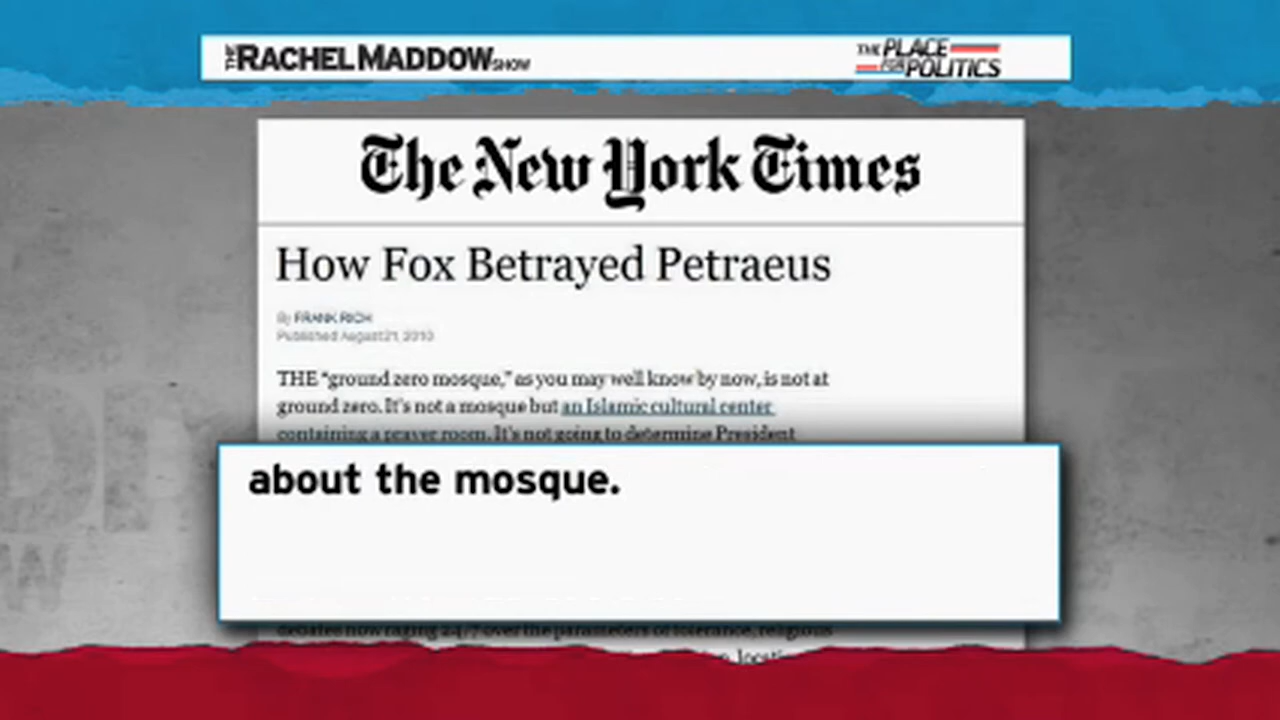 THE RACHEL MADDOW SHOW
THE PLACE FOR POLITICS
The New York Times
How Fox Betrayed Petraeus
By FRANK RICH
Published August 21, 2010
THE “ground zero mosque,” as you may well know by now, is not at
ground zero. It's not a mosque but an Islamic cultural center
containing a prayer room. It's not going to determine President
about the mosque.
debates now raging 24/7 over the parameters of tolerance, religious